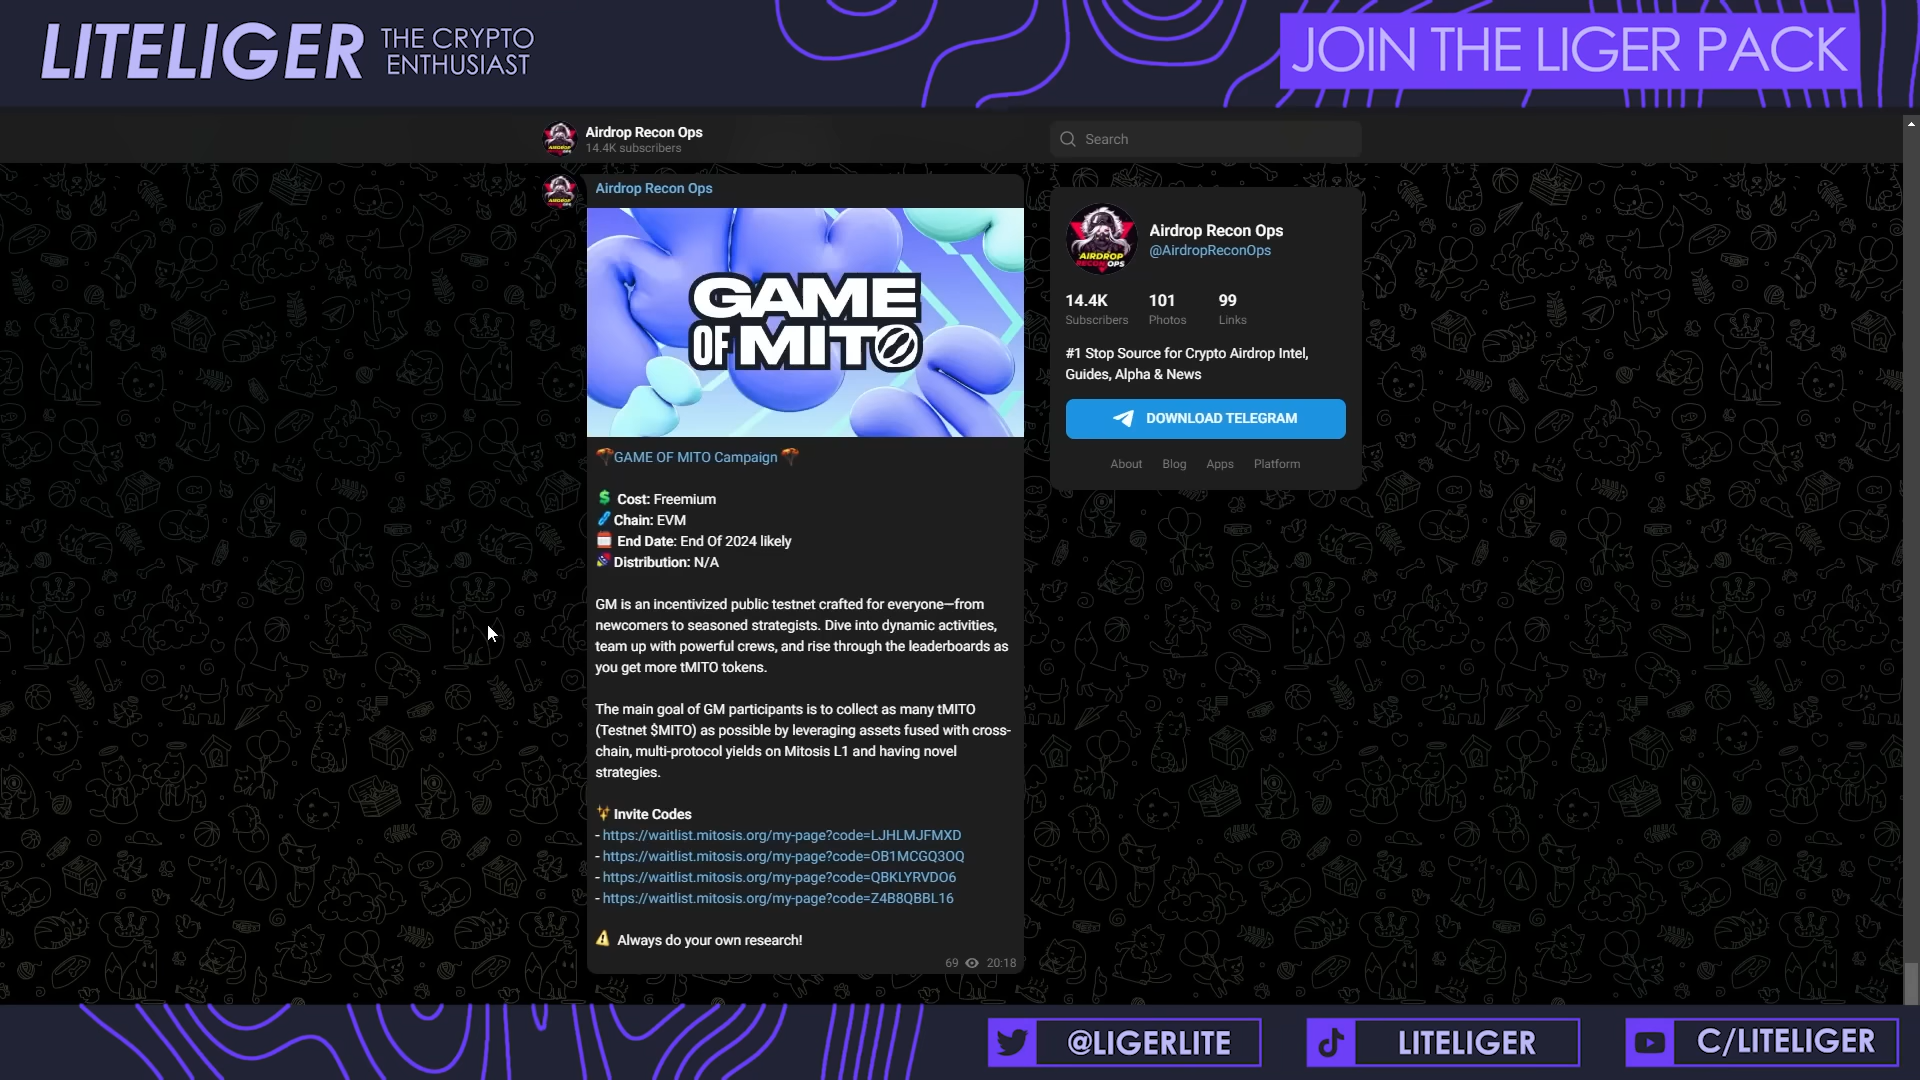 LITELIGER THE CRYPTO ENTHUSIAST
JOIN THE LIGER PACK
Airdrop Recon Ops
14.4K subscribers
Search
Airdrop Recon Ops
GAME
OF MITO
GAME OF MITO Campaign
Cost: Freemium
Chain: EVM
End Date: End Of 2024 likely
Distribution: N/A
GM is an incentivized public testnet crafted for everyone—from
newcomers to seasoned strategists. Dive into dynamic activities,
team up with powerful crews, and rise through the leaderboards as
you get more tMITO tokens.
The main goal of GM participants is to collect as many tMITO
(Testnet $MITO) as possible by leveraging assets fused with cross-
chain, multi-protocol yields on Mitosis L1 and having novel
strategies.
Invite Codes
- https://waitlist.mitosis.org/my-page?code=LJHLMJFMXD
- https://waitlist.mitosis.org/my-page?code=OB1MCGQ3OQ
- https://waitlist.mitosis.org/my-page?code=QBKLYRVDO6
- https://waitlist.mitosis.org/my-page?code=Z4B8QBBL16
Always do your own research!
69 20:18
AIRDROP
RECON OPS
Airdrop Recon Ops
@AirdropReconOps
14.4K 101 99
Subscribers Photos Links
#1 Stop Source for Crypto Airdrop Intel,
Guides, Alpha & News
DOWNLOAD TELEGRAM
About Blog Apps Platform
@LIGERLITE
LITELIGER
C/LITELIGER